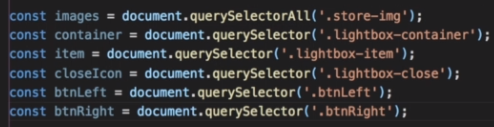 const images = document.querySelectorAll('.store-img');
const container = document.querySelector('.lightbox-container');
const item = document.querySelector('.lightbox-item');
const closeIcon = document.querySelector('.lightbox-close');
const btnLeft = document.querySelector('.btnLeft');
const btnRight = document.querySelector('.btnRight');